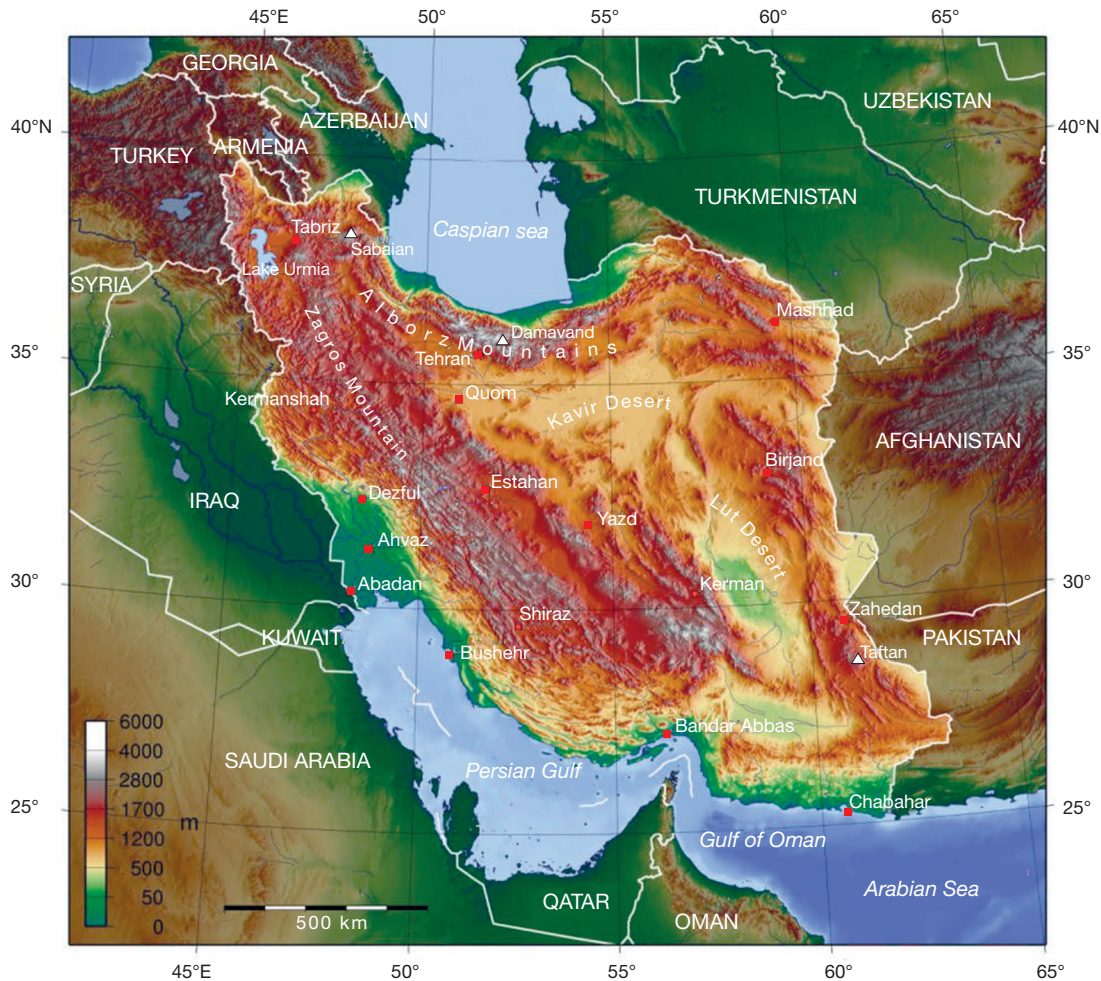 45°E 50° 55° 60° 65°
GEORGIA
UZBEKISTAN
AZERBAIJAN
40°N 40°N
ARMENIA
TURKEY
TURKMENISTAN
Tabriz
Caspian sea
Sabaian
Lake Urmia
SYRIA
Mashhad
Alborz Mountains
Damavand
Zagros Mountain
35° 35°
Tehran
Quom
Kermanshah
Kavir Desert
AFGHANISTAN
Birjand
Estahan
Dezful
IRAQ
Yazd
Lut Desert
Ahvaz
30° 30°
Abadan
Kerman
Shiraz
Zahedan
KUWAIT
PAKISTAN
Bushehr
Taftan
Bandar Abbas
6000
4000
SAUDI ARABIA
Persian Gulf
2800
25° 25°
1700
Chabahar
m
1200
Gulf of Oman
500
Arabian Sea
50
QATAR
0
500 km
OMAN
45°E 50° 55° 60° 65°